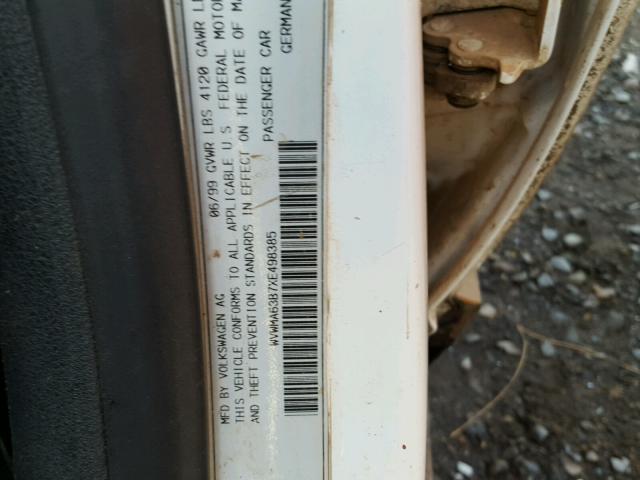 MFD BY VOLKSWAGEN AG 06/99 GVWR LBS 4120 GAWR
THIS VEHICLE CONFORMS TO ALL APPLICABLE U S FEDERAL MOTOR
AND THEFT PREVENTION STANDARDS IN EFFECT ON THE DATE OF
WVWMA63B7XE498385 PASSENGER CAR GERMAN